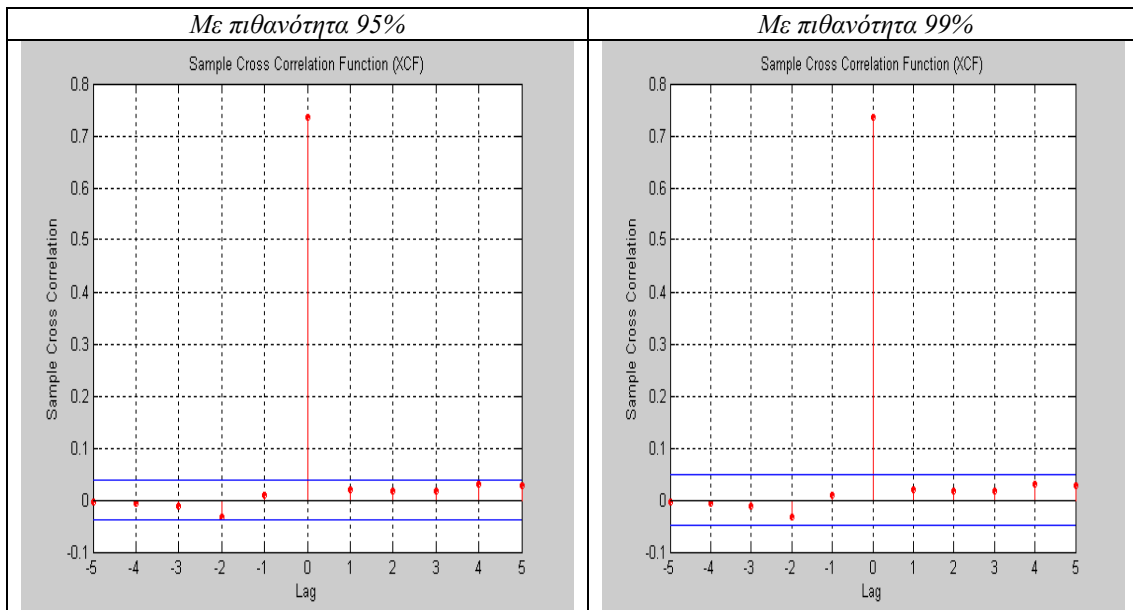 Με πιθανότητα 95%
Με πιθανότητα 99%
Sample Cross Correlation Function (XCF)
Sample Cross Correlation
0.8
0.7
0.6
0.5
0.4
0.3
0.2
0.1
0
-0.1
-5 -4 -3 -2 -1 0 1 2 3 4 5
Lag
Sample Cross Correlation Function (XCF)
Sample Cross Correlation
0.8
0.7
0.6
0.5
0.4
0.3
0.2
0.1
0
-0.1
-5 -4 -3 -2 -1 0 1 2 3 4 5
Lag